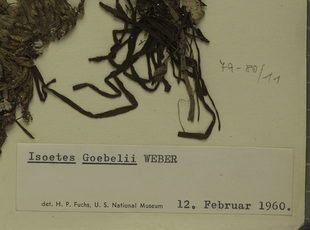 79-80/11
Isoetes Goebelii WEBER
det. H. P. Fuchs, U. S. National Museum 12. Februar 1960.